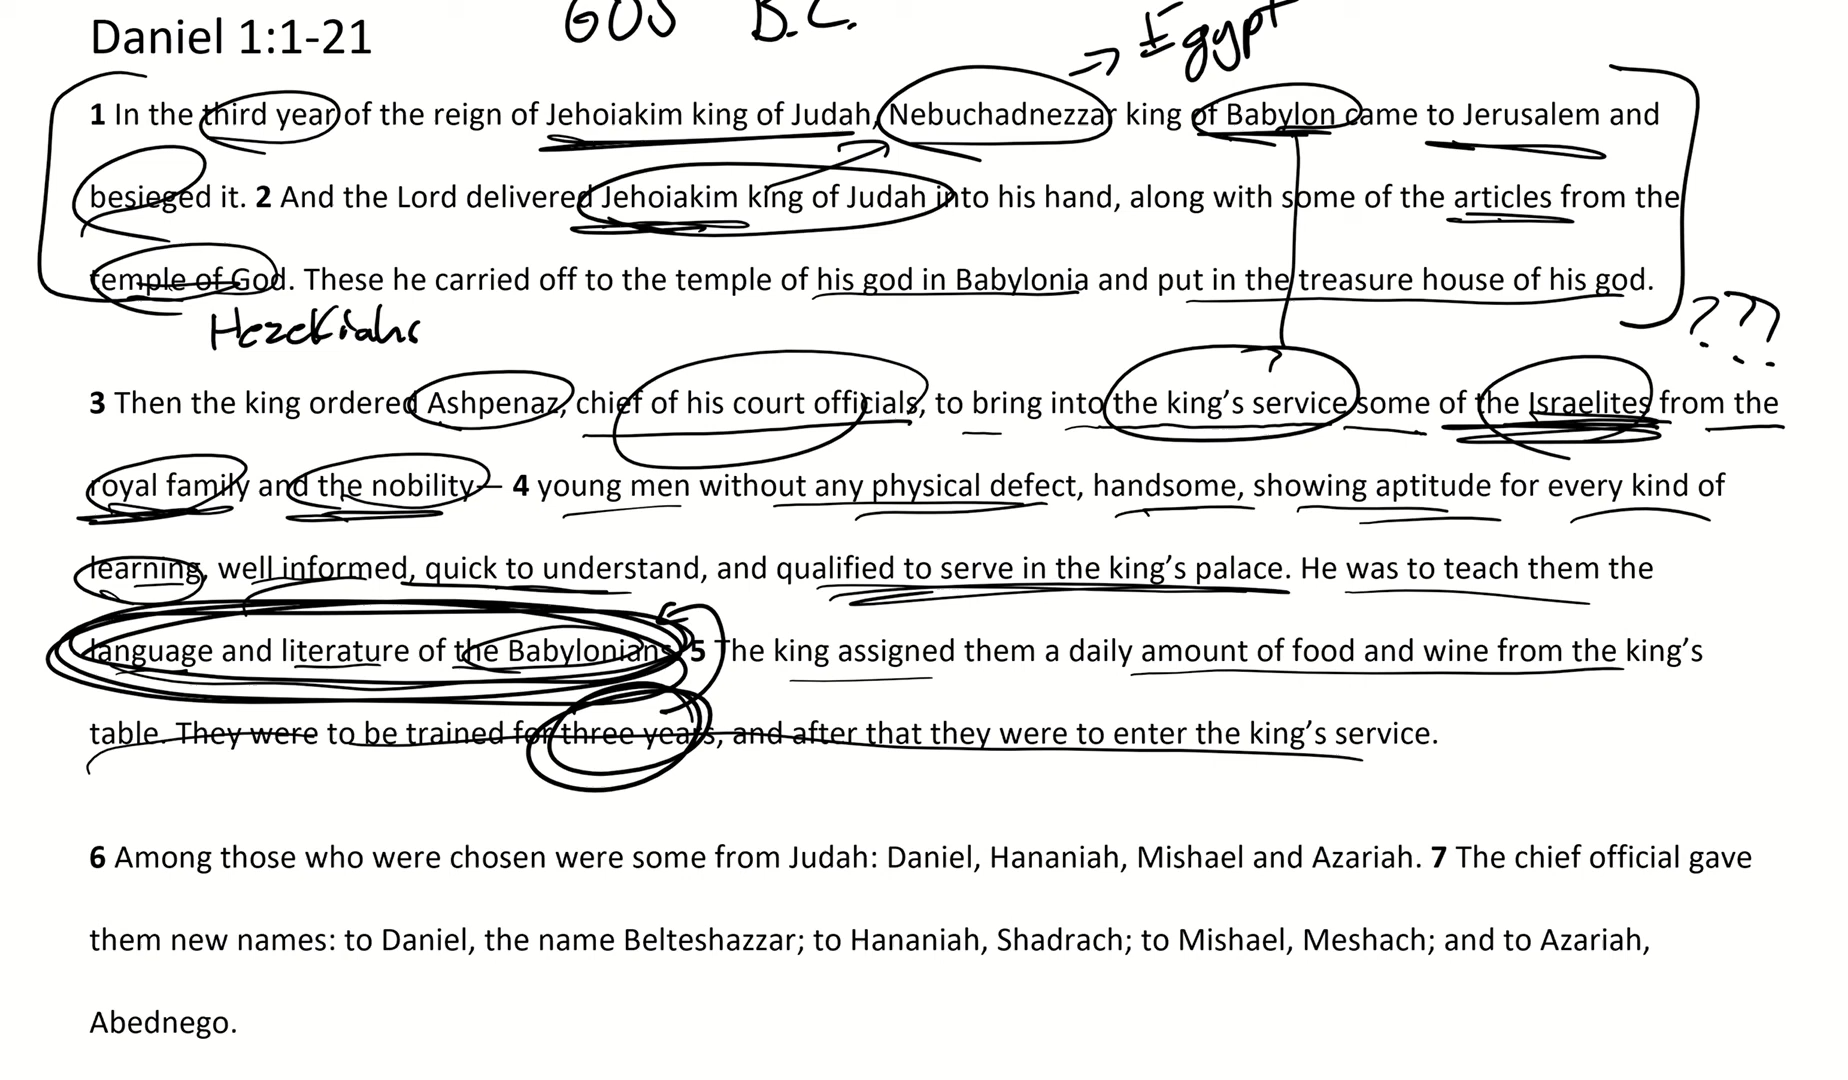 605 B.C.
Egypt
Daniel 1:1-21
1 In the third year of the reign of Jehoiakim king of Judah, Nebuchadnezzar king of Babylon came to Jerusalem and
besieged it. 2 And the Lord delivered Jehoiakim king of Judah into his hand, along with some of the articles from the
temple of God. These he carried off to the temple of his god in Babylonia and put in the treasure house of his god.
Hezekiahs
???
3 Then the king ordered Ashpenaz, chief of his court officials, to bring into the king’s service some of the Israelites from the
royal family and the nobility— 4 young men without any physical defect, handsome, showing aptitude for every kind of
learning, well informed, quick to understand, and qualified to serve in the king’s palace. He was to teach them the
language and literature of the Babylonians. 5 The king assigned them a daily amount of food and wine from the king’s
table. They were to be trained for three years, and after that they were to enter the king’s service.
6 Among those who were chosen were some from Judah: Daniel, Hananiah, Mishael and Azariah. 7 The chief official gave
them new names: to Daniel, the name Belteshazzar; to Hananiah, Shadrach; to Mishael, Meshach; and to Azariah,
Abednego.